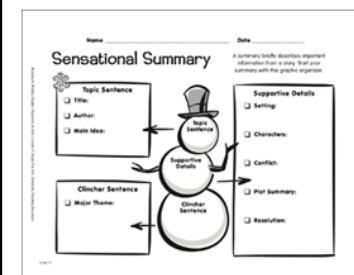 Name Date
Sensational Summary
A summary briefly describes important
information from a story. Start your
summary with this graphic organizer.
Topic Sentence
Title:
Author:
Main Idea:
Clincher Sentence
Major Theme:
Topic
Sentence
Supportive
Details
Clincher
Sentence
Supportive Details
Setting:
Characters:
Conflict:
Plot Summary:
Resolution: